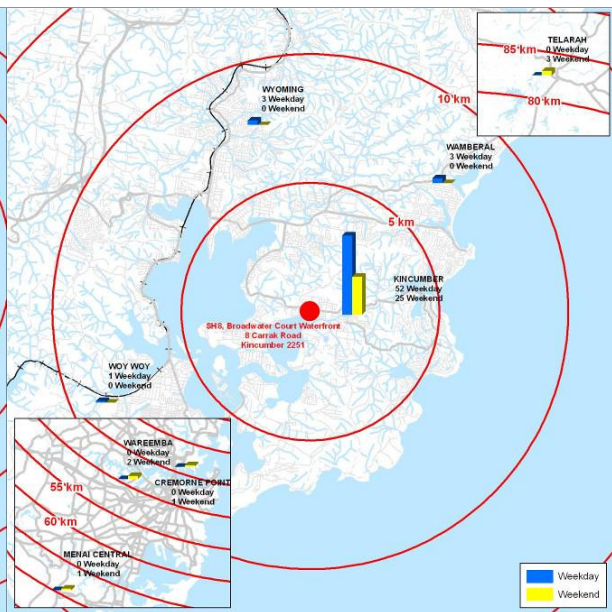 TELARAH
85 km
0 Weekday
3 Weekend
80 km
WYOMING
3 Weekday
0 Weekend
10 km
WAMBERAL
3 Weekday
0 Weekend
5 km
KINCUMBER
52 Weekday
25 Weekend
SH8, Broadwater Court Waterfront
8 Carrak Road
Kincumber 2251
WOY WOY
1 Weekday
0 Weekend
WAREEMBA
0 Weekday
2 Weekend
CREMORNE POINT
0 Weekday
1 Weekend
55 km
60 km
MENAI CENTRAL
0 Weekday
1 Weekend
Weekday
Weekend